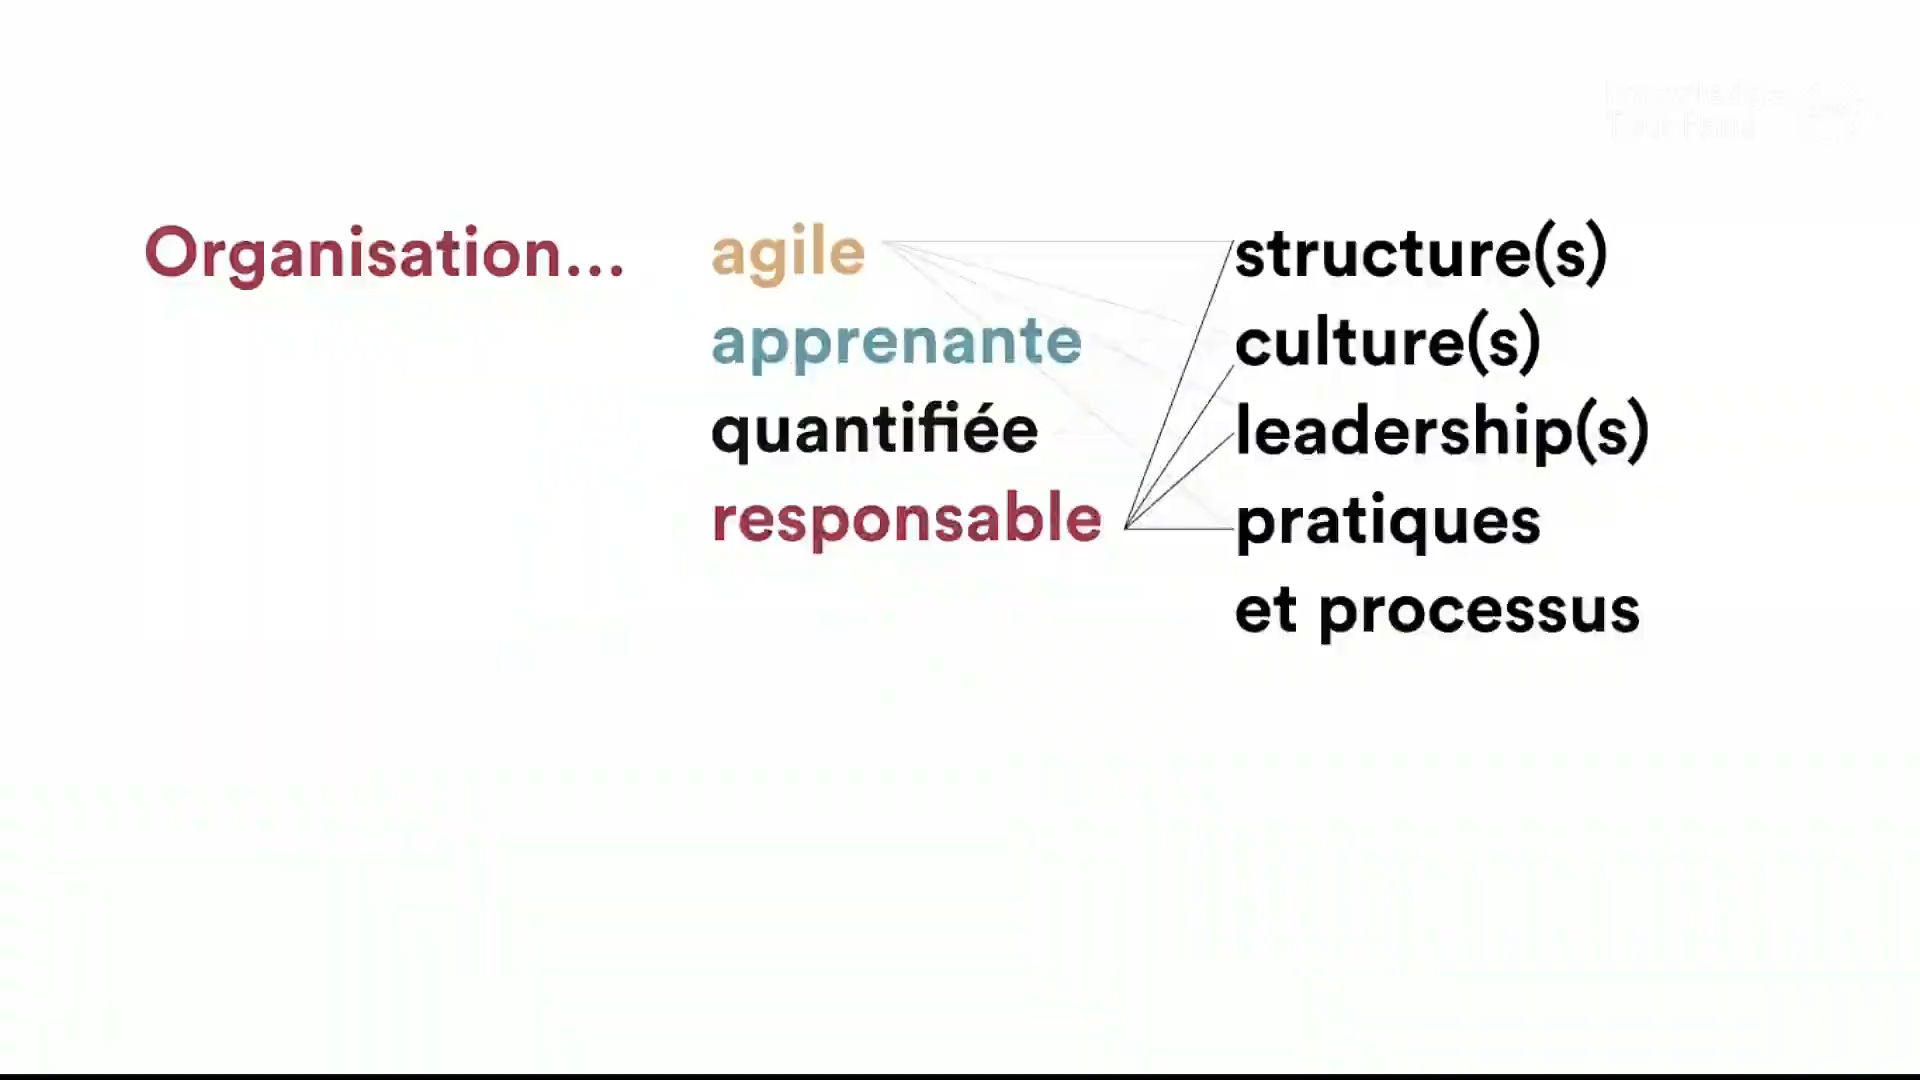 Organisation...
agile
apprenante
quantifiée
responsable
structure(s)
culture(s)
leadership(s)
pratiques
et processus